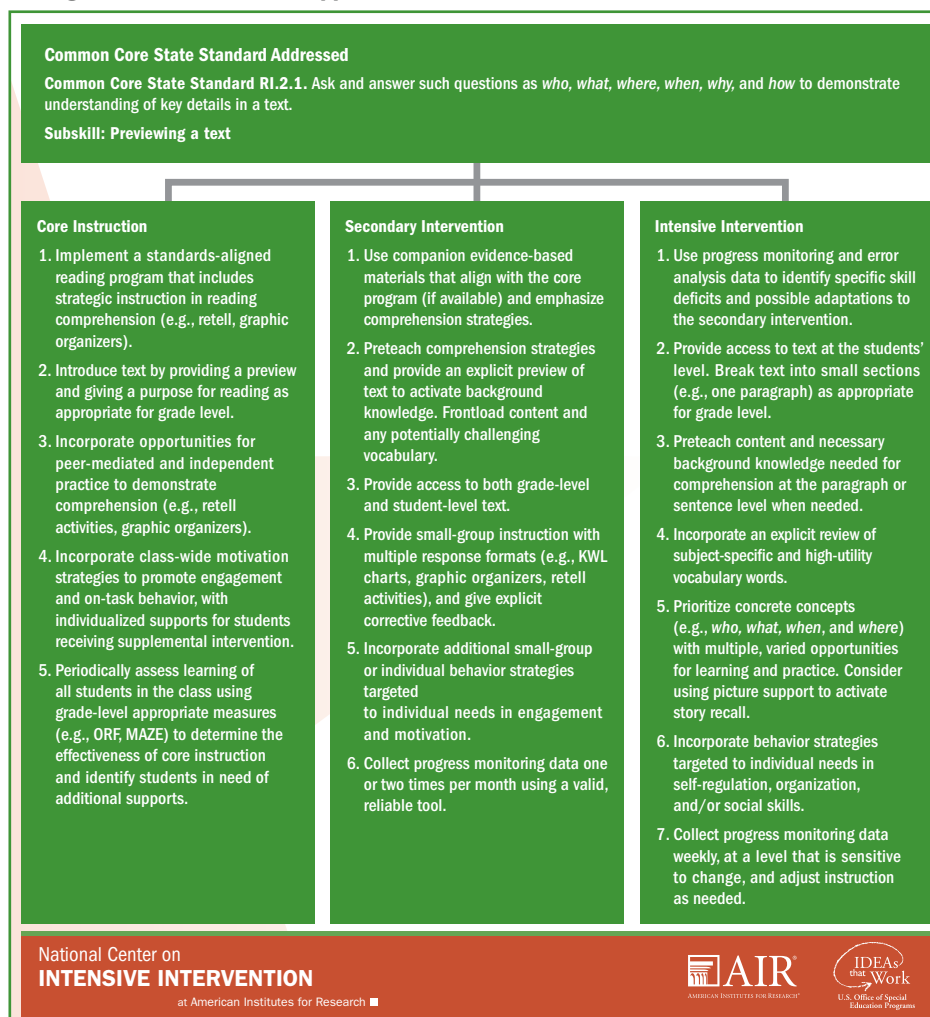 Common Core State Standard Addressed
Common Core State Standard RI.2.1. Ask and answer such questions as who, what, where, when, why, and how to demonstrate
understanding of key details in a text.
Subskill: Previewing a text
Core Instruction
1. Implement a standards-aligned
reading program that includes
strategic instruction in reading
comprehension (e.g., retell, graphic
organizers).
2. Introduce text by providing a preview
and giving a purpose for reading as
appropriate for grade level.
3. Incorporate opportunities for
peer-mediated and independent
practice to demonstrate
comprehension (e.g., retell
activities, graphic organizers).
4. Incorporate class-wide motivation
strategies to promote engagement
and on-task behavior, with
individualized supports for students
receiving supplemental intervention.
5. Periodically assess learning of
all students in the class using
grade-level appropriate measures
(e.g., ORF, MAZE) to determine the
effectiveness of core instruction
and identify students in need of
additional supports.
Secondary Intervention
1. Use companion evidence-based
materials that align with the core
program (if available) and emphasize
comprehension strategies.
2. Preteach comprehension strategies
and provide an explicit preview of
text to activate background
knowledge. Frontload content and
any potentially challenging
vocabulary.
3. Provide access to both grade-level
and student-level text.
4. Provide small-group instruction with
multiple response formats (e.g., KWL
charts, graphic organizers, retell
activities), and give explicit
corrective feedback.
5. Incorporate additional small-group
or individual behavior strategies
targeted
to individual needs in engagement
and motivation.
6. Collect progress monitoring data one
or two times per month using a valid,
reliable tool.
Intensive Intervention
1. Use progress monitoring and error
analysis data to identify specific skill
deficits and possible adaptations to
the secondary intervention.
2. Provide access to text at the students'
level. Break text into small sections
(e.g., one paragraph) as appropriate
for grade level.
3. Preteach content and necessary
background knowledge needed for
comprehension at the paragraph or
sentence level when needed.
4. Incorporate an explicit review of
subject-specific and high-utility
vocabulary words.
5. Prioritize concrete concepts
(e.g., who, what, when, and where)
with multiple, varied opportunities
for learning and practice. Consider
using picture support to activate
story recall.
6. Incorporate behavior strategies
targeted to individual needs in
self-regulation, organization,
and/or social skills.
7. Collect progress monitoring data
weekly, at a level that is sensitive
to change, and adjust instruction
as needed.
National Center on
INTENSIVE INTERVENTION
at American Institutes for Research
AIR®
AMERICAN INSTITUTES FOR RESEARCH®
IDEAs
that Work
U.S. Office of Special
Education Programs